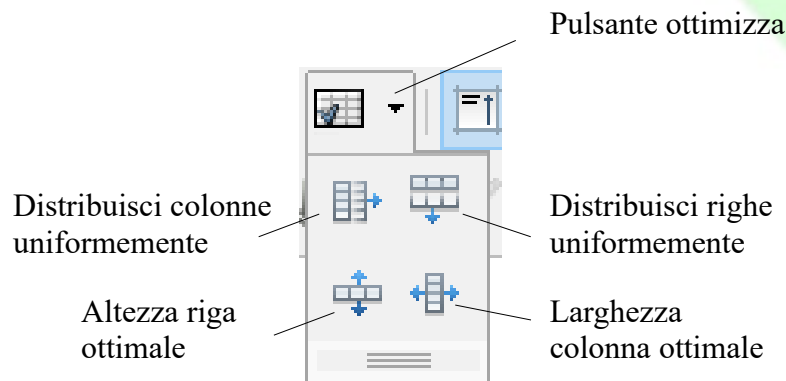 Pulsante ottimizza
Distribuisci colonne
uniformemente
Distribuisci righe
uniformemente
Altezza riga
ottimale
Larghezza
colonna ottimale